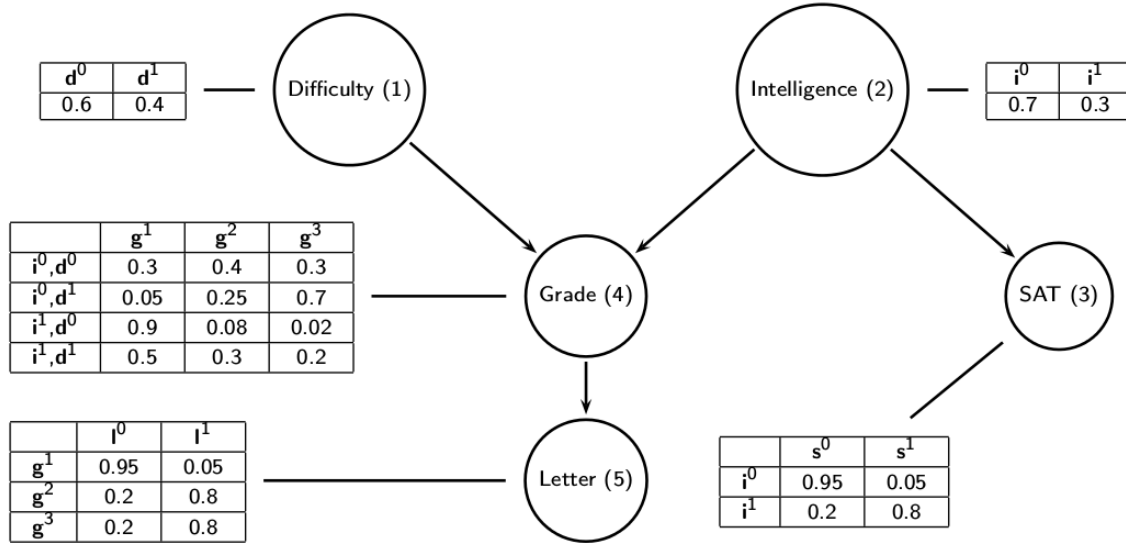 d⁰ d¹
0.6 0.4
Difficulty (1)
Intelligence (2)
i⁰ i¹
0.7 0.3
g¹ g² g³
i⁰,d⁰ 0.3 0.4 0.3
i⁰,d¹ 0.05 0.25 0.7
i¹,d⁰ 0.9 0.08 0.02
i¹,d¹ 0.5 0.3 0.2
Grade (4)
SAT (3)
l⁰ l¹
g¹ 0.95 0.05
g² 0.2 0.8
g³ 0.2 0.8
Letter (5)
s⁰ s¹
i⁰ 0.95 0.05
i¹ 0.2 0.8